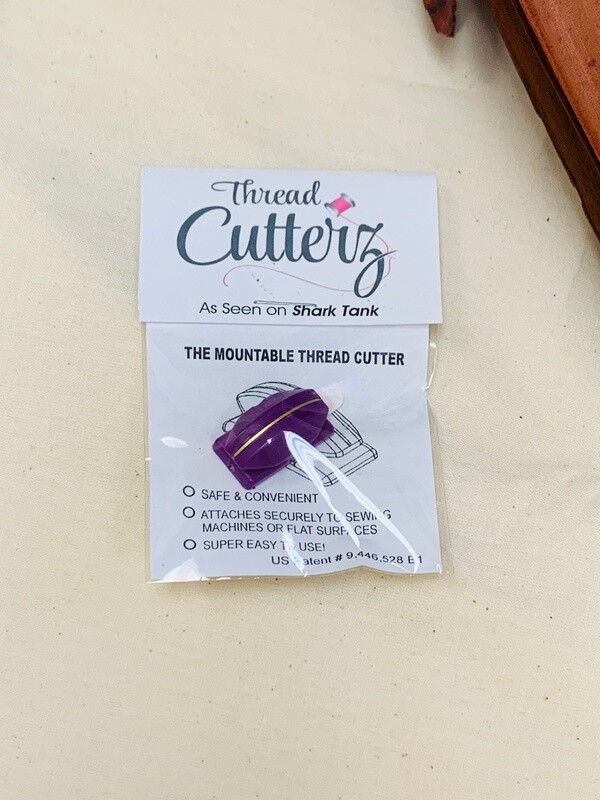 Thread
Cutterz
As Seen on Shark Tank
THE MOUNTABLE THREAD CUTTER
SAFE & CONVENIENT
ATTACHES SECURELY TO SEWING
MACHINES OR FLAT SURFACES
SUPER EASY TO USE!
US Patent # 9,446,528 B1